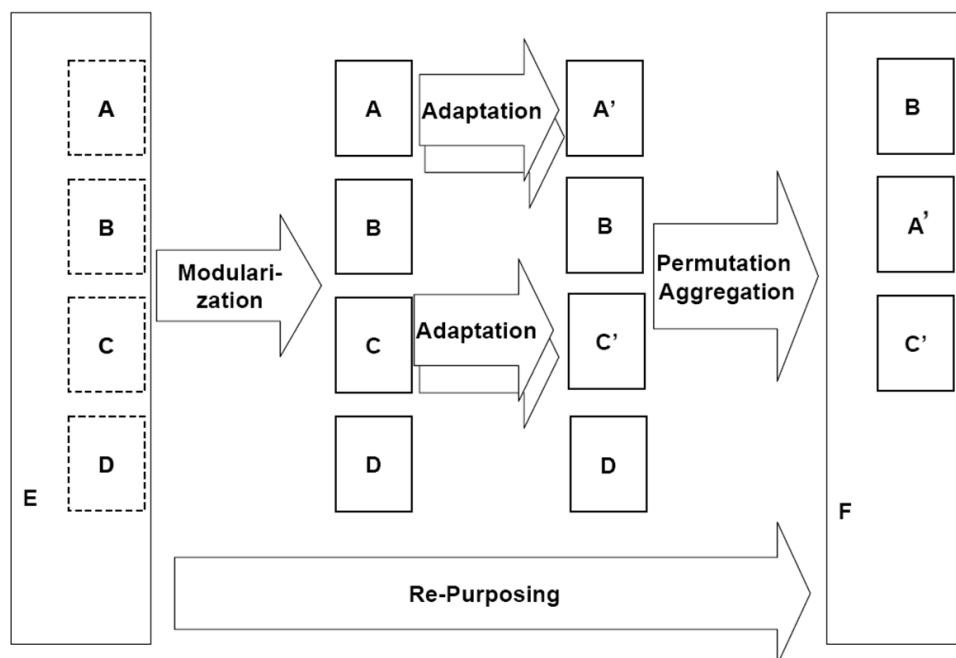 A
B
C
D
E
Modulari-
zation
A
B
C
D
Adaptation
Adaptation
A’
B
C’
D
Permutation
Aggregation
B
A’
C’
F
Re-Purposing